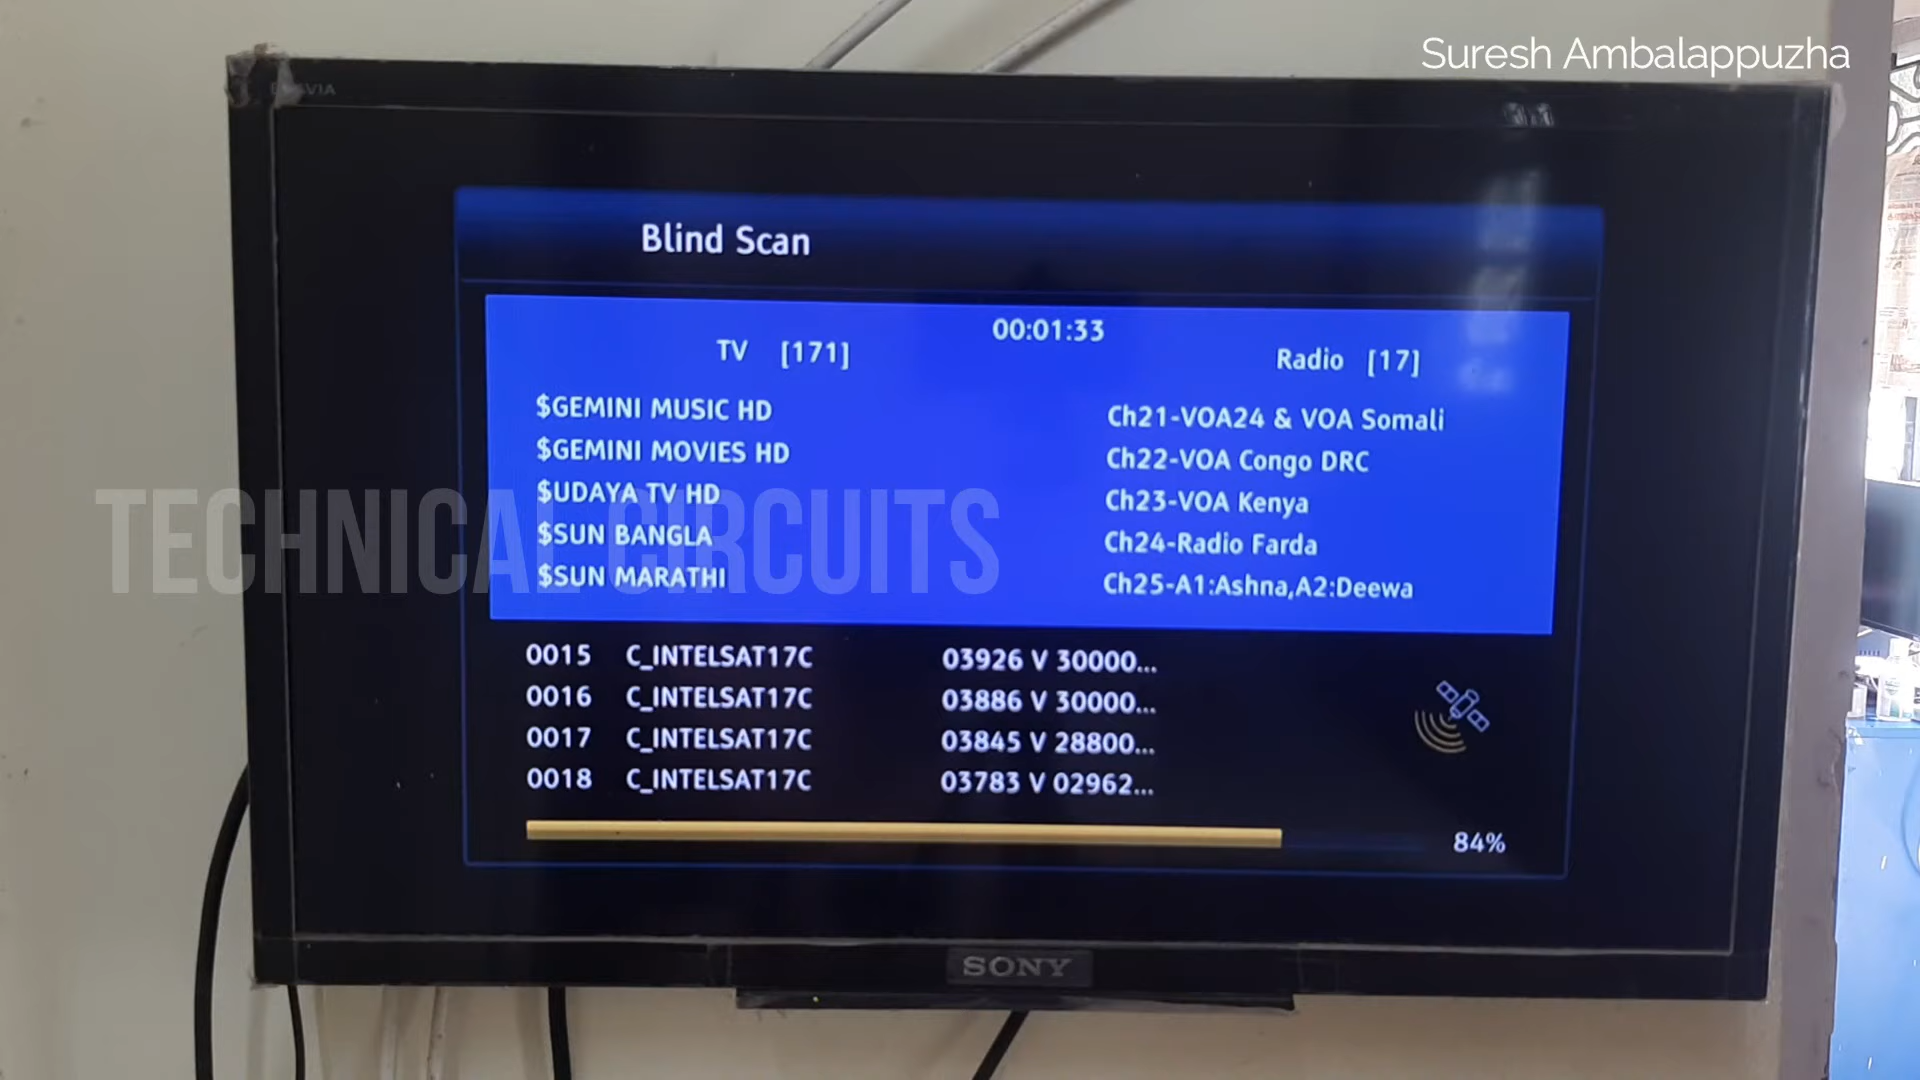 Suresh Ambalappuzha
Blind Scan
00:01:33
TV [171]
Radio [17]
$GEMINI MUSIC HD
$GEMINI MOVIES HD
$UDAYA TV HD
$SUN BANGLA
$SUN MARATHI
Ch21-VOA24 & VOA Somali
Ch22-VOA Congo DRC
Ch23-VOA Kenya
Ch24-Radio Farda
Ch25-A1:Ashna,A2:Deewa
TECHNICAL CIRCUITS
0015 C_INTELSAT17C 03926 V 30000...
0016 C_INTELSAT17C 03886 V 30000...
0017 C_INTELSAT17C 03845 V 28800...
0018 C_INTELSAT17C 03783 V 02962...
84%
SONY